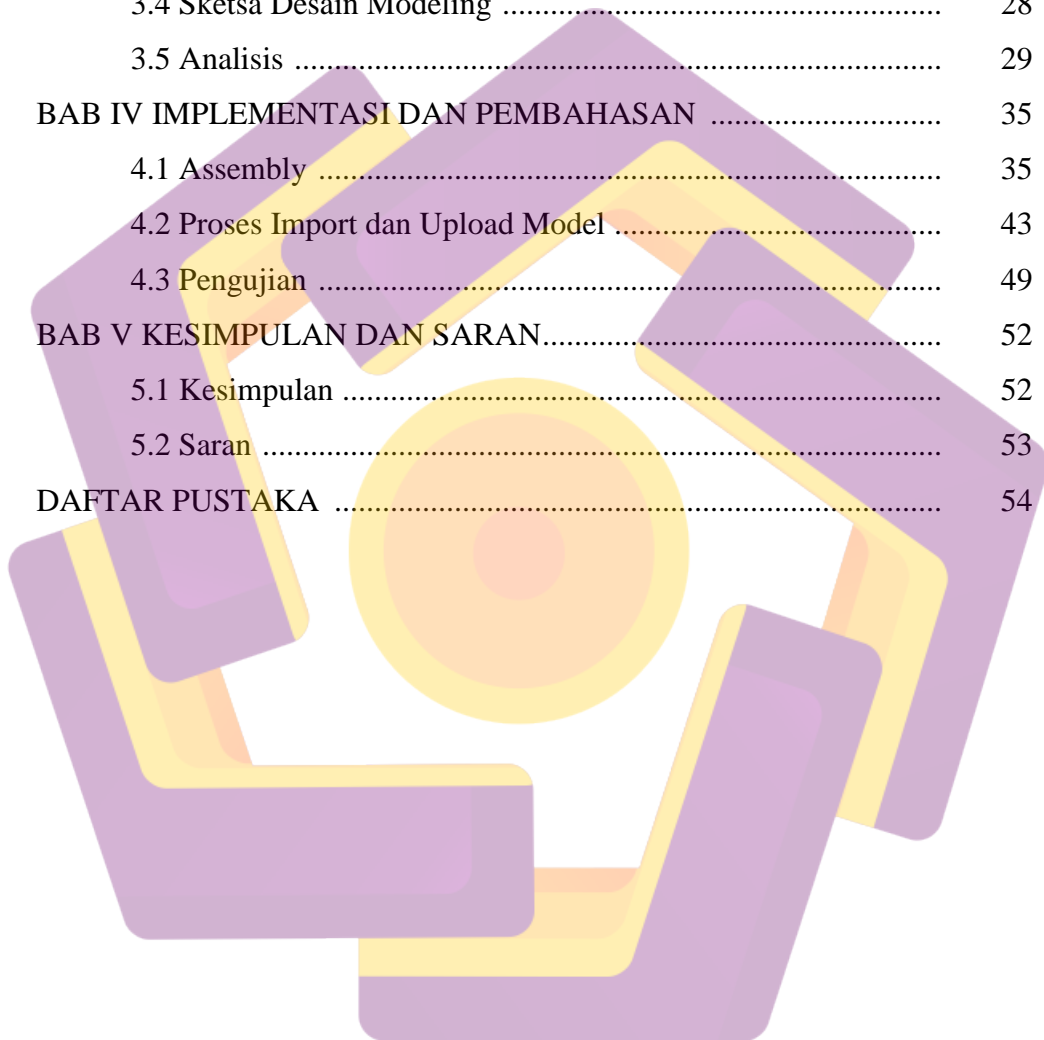 3.4 Sketsa Desain Modeling ........................................................... 28
3.5 Analisis ...................................................................................... 29
BAB IV IMPLEMENTASI DAN PEMBAHASAN ............................. 35
4.1 Assembly .................................................................................. 35
4.2 Proses Import dan Upload Model ......................................... 43
4.3 Pengujian .................................................................................. 49
BAB V KESIMPULAN DAN SARAN.................................................... 52
5.1 Kesimpulan ............................................................................... 52
5.2 Saran ......................................................................................... 53
DAFTAR PUSTAKA ................................................................................ 54